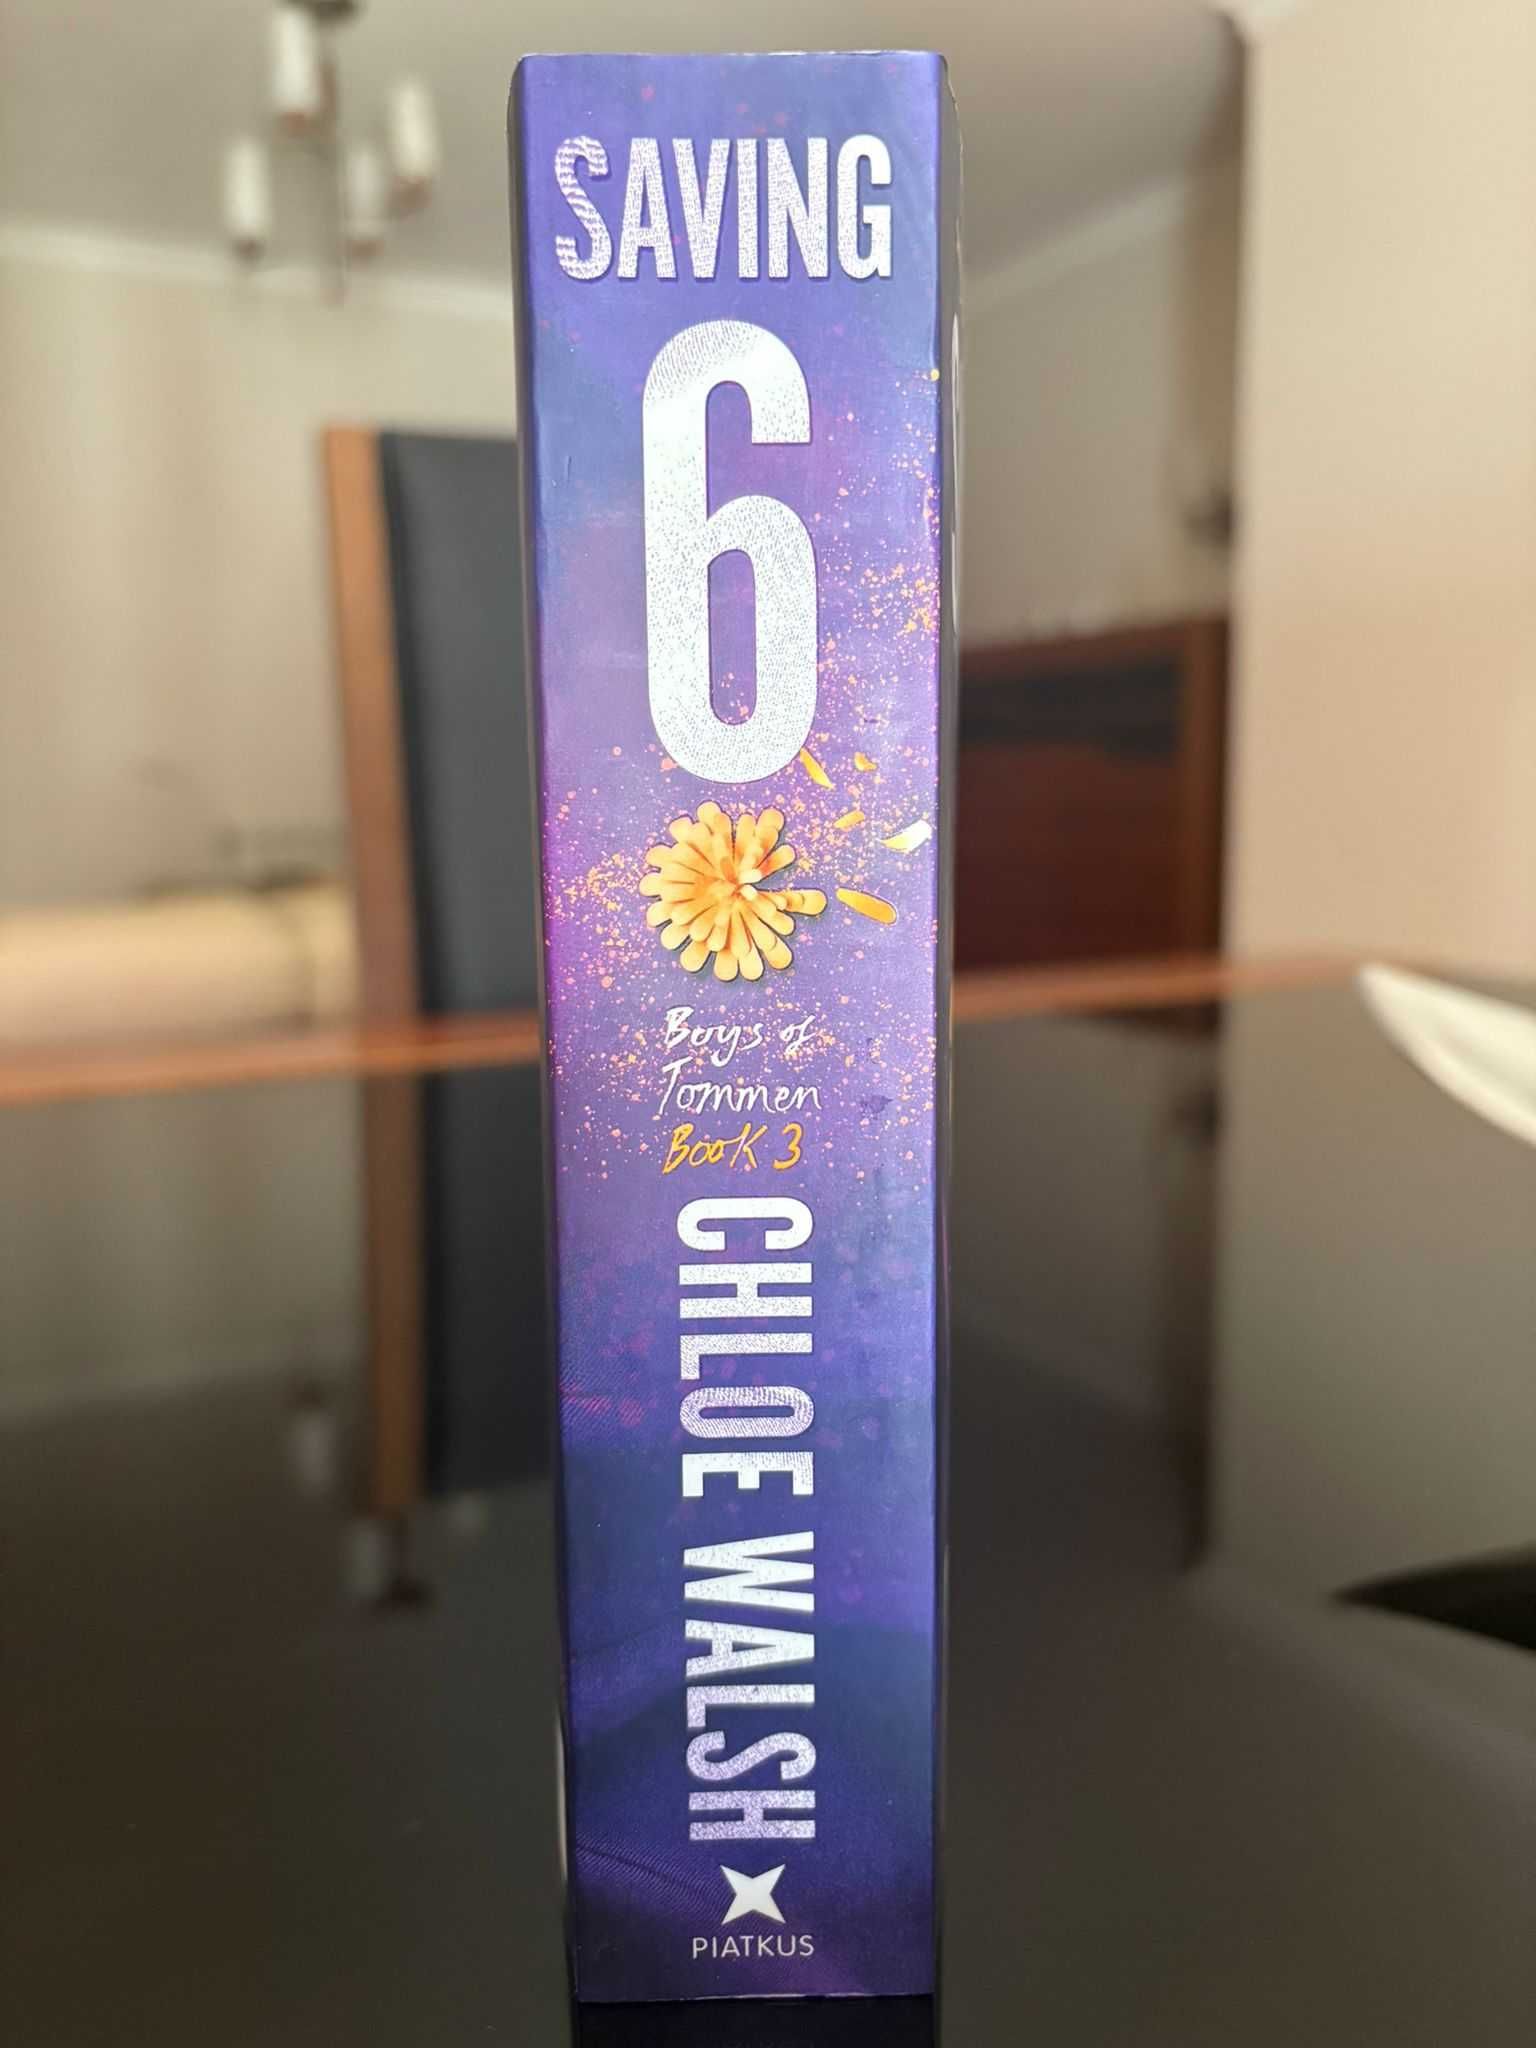 SAVING
6
Boys of
Tommen
Book 3
CHLOE WALSH
PIATKUS